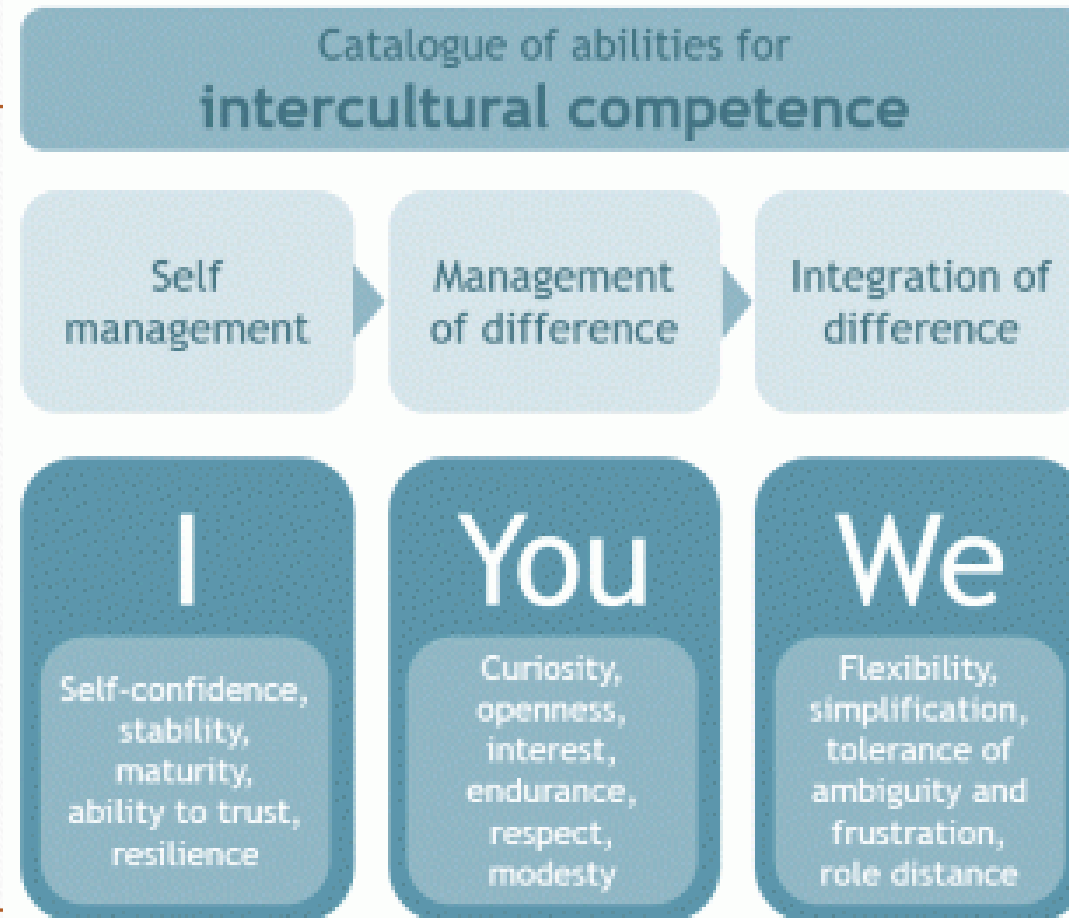 Catalogue of abilities for
intercultural competence
Self
management
Management
of difference
Integration of
difference
I
Self-confidence,
stability,
maturity,
ability to trust,
resilience
You
Curiosity,
openness,
interest,
endurance,
respect,
modesty
We
Flexibility,
simplification,
tolerance of
ambiguity and
frustration,
role distance